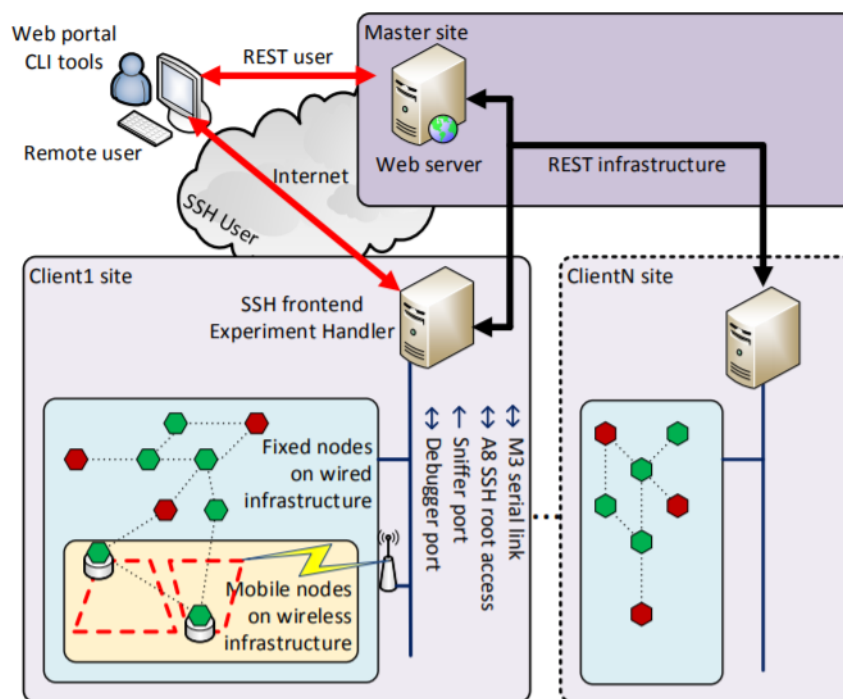 Web portal
CLI tools
Remote user
REST user
Master site
Web server
REST infrastructure
Internet
SSH User
Client1 site
SSH frontend
Experiment Handler
ClientN site
Fixed nodes
on wired
infrastructure
Mobile nodes
on wireless
infrastructure
↔ Debugger port
← Sniffer port
↔ A8 SSH root access
↔ M3 serial link